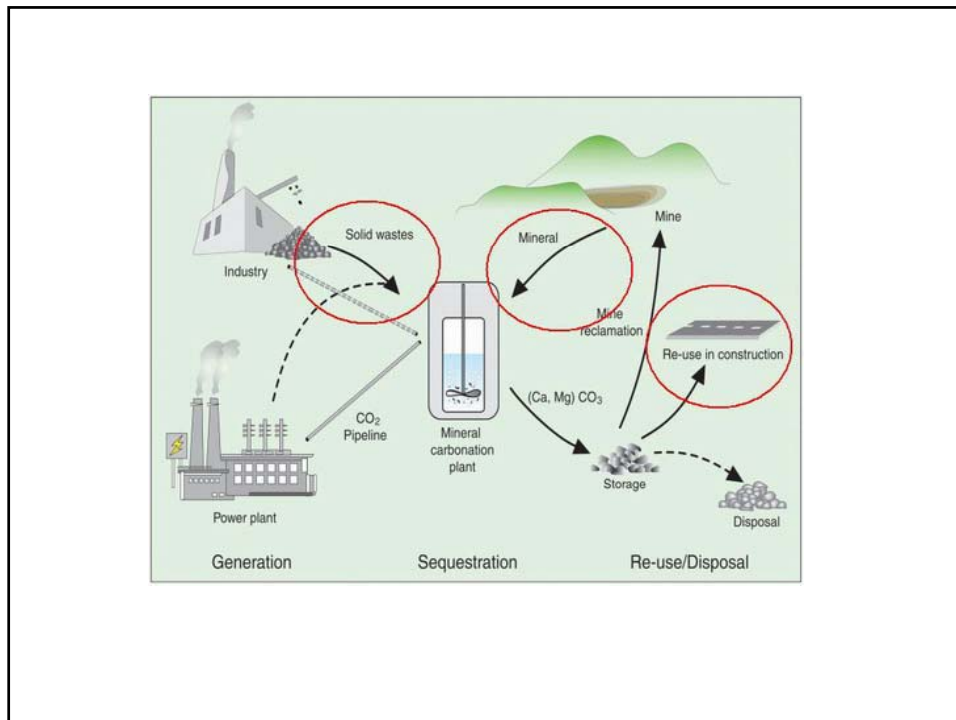 Solid wastes
Mineral
Mine
Industry
Mine
reclamation
Re-use in construction
CO₂
Pipeline
Mineral
carbonation
plant
(Ca, Mg) CO₃
Storage
Power plant
Disposal
Generation
Sequestration
Re-use/Disposal